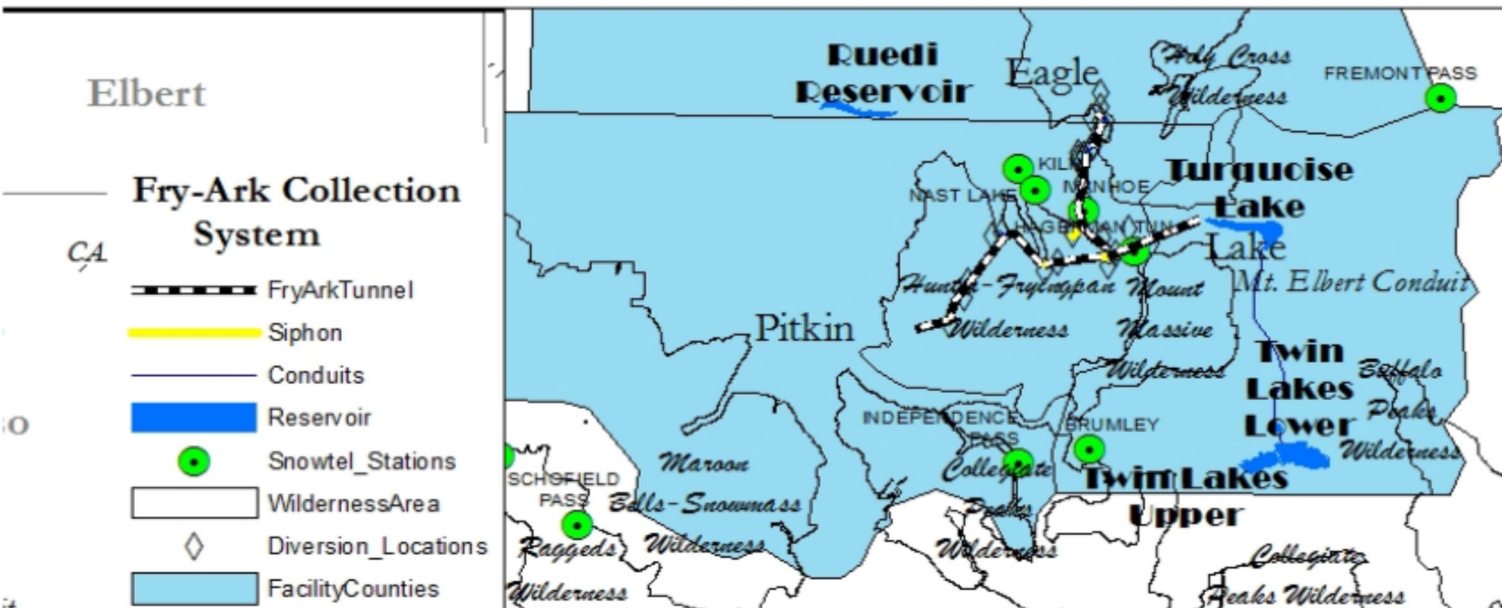 Elbert
Fry-Ark Collection
System
CA
FryArkTunnel
Siphon
Conduits
Reservoir
Snowtel_Stations
WildernessArea
Diversion_Locations
FacilityCounties
Ruedi
Reservoir
Eagle
Holy Cross
Wilderness
FREMONT PASS
NAST LAKE
Turquoise
Lake
Lake
Mt. Elbert Conduit
Hunter-Fryingpan
Wilderness
Mount
Massive
Wilderness
Pitkin
Twin
Lakes
Lower
Buffalo
Peaks
Wilderness
INDEPENDENCE
PASS
BRUMLEY
Collegiate
Peaks
Wilderness
Twin Lakes
Upper
SCHOFIELD
PASS
Maroon
Bells-Snowmass
Wilderness
Raggeds
Wilderness
Collegiate
Peaks Wilderness